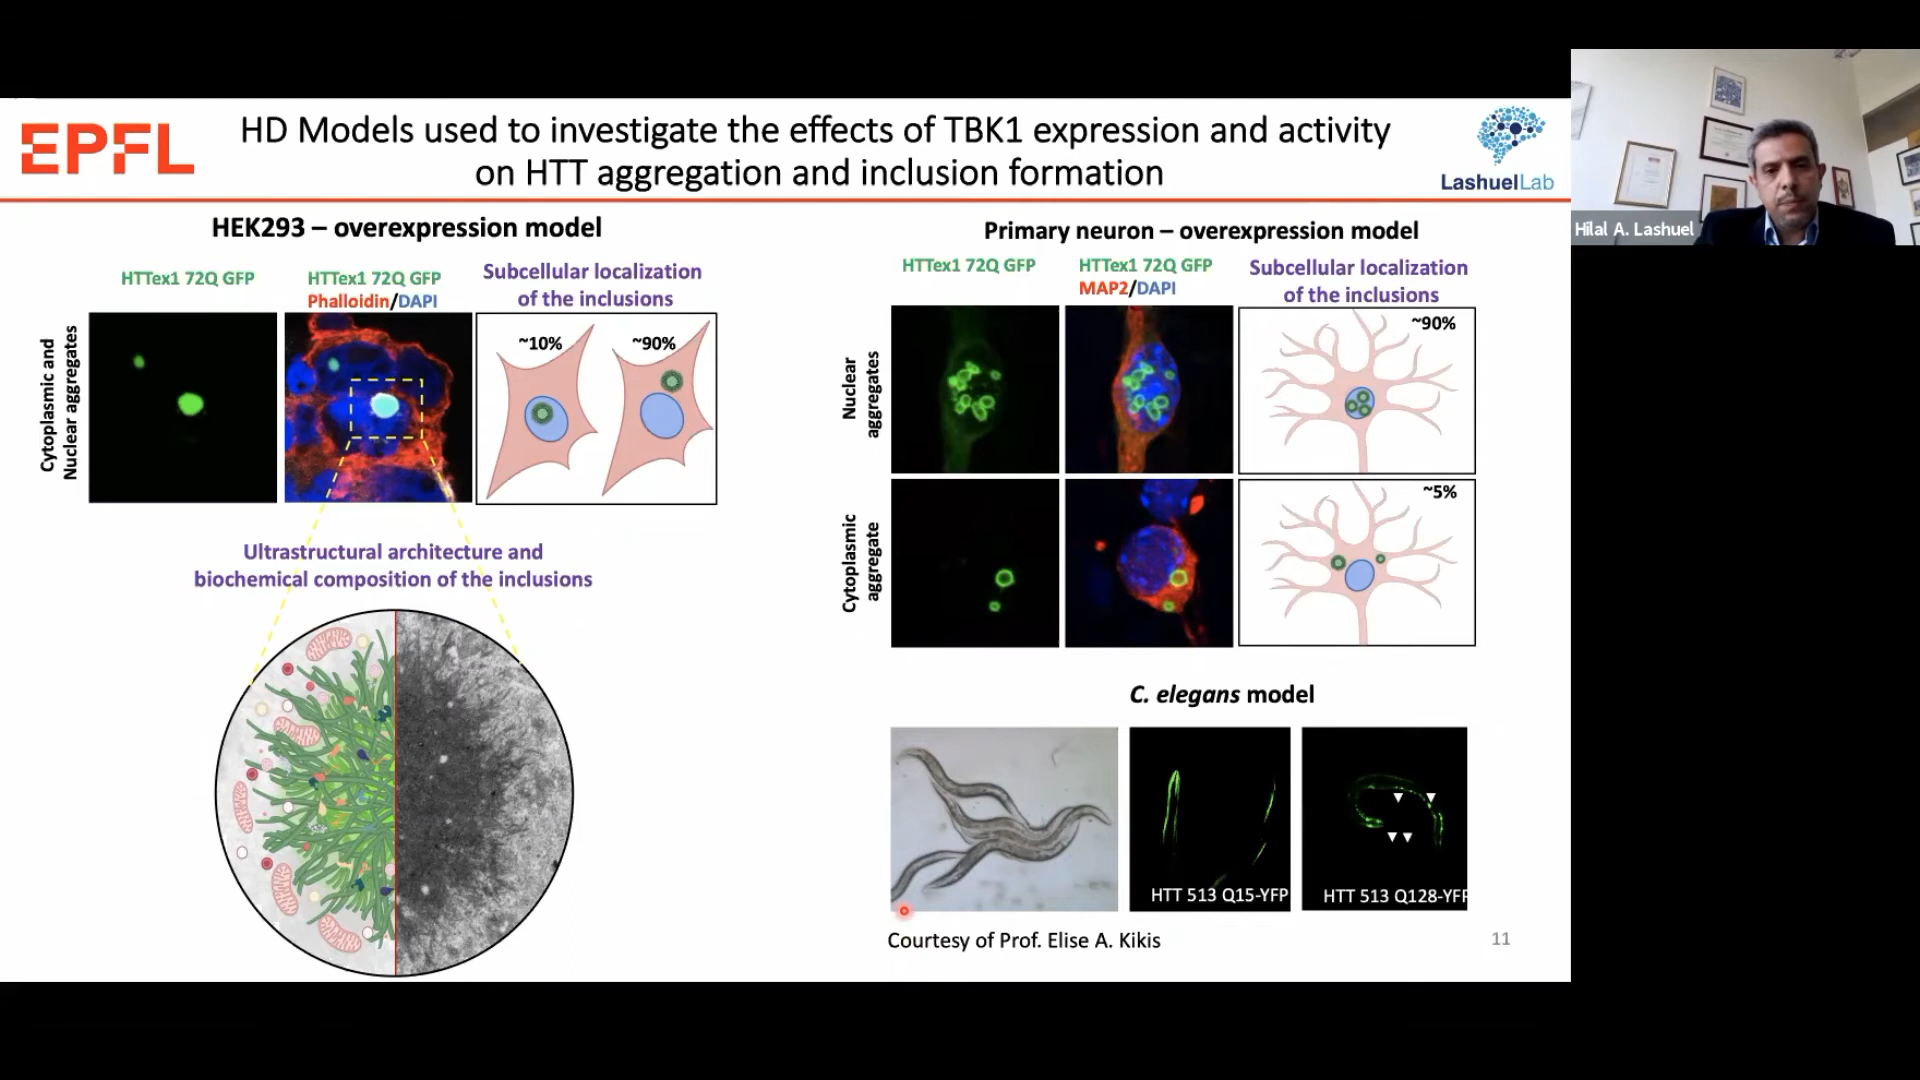 EPFL
HD Models used to investigate the effects of TBK1 expression and activity
on HTT aggregation and inclusion formation
LashuelLab
Hilal A. Lashuel
HEK293 – overexpression model
HTTex1 72Q GFP
HTTex1 72Q GFP
Phalloidin/DAPI
Subcellular localization
of the inclusions
Cytoplasmic and
Nuclear aggregates
~10%
~90%
Ultrastructural architecture and
biochemical composition of the inclusions
Primary neuron – overexpression model
HTTex1 72Q GFP
HTTex1 72Q GFP
MAP2/DAPI
Subcellular localization
of the inclusions
Nuclear
aggregates
~90%
Cytoplasmic
aggregate
~5%
C. elegans model
HTT 513 Q15-YFP
HTT 513 Q128-YFP
Courtesy of Prof. Elise A. Kikis
11